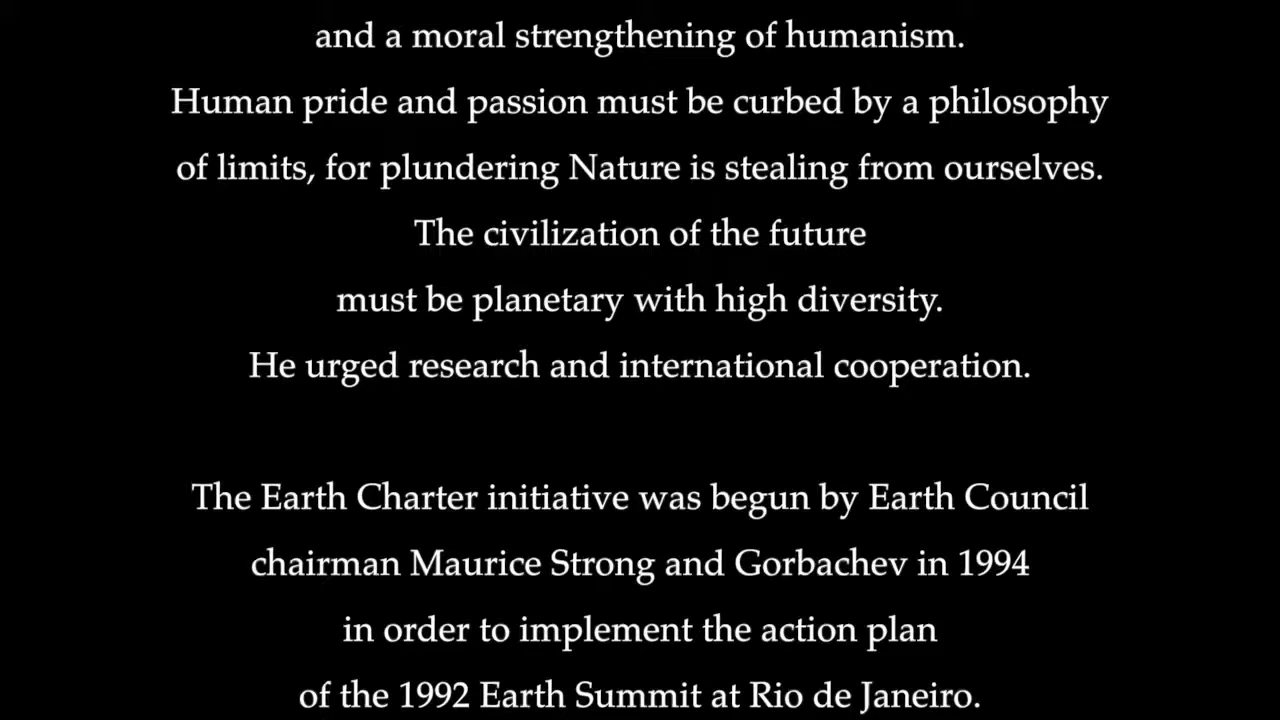 and a moral strengthening of humanism.
Human pride and passion must be curbed by a philosophy
of limits, for plundering Nature is stealing from ourselves.
The civilization of the future
must be planetary with high diversity.
He urged research and international cooperation.
The Earth Charter initiative was begun by Earth Council
chairman Maurice Strong and Gorbachev in 1994
in order to implement the action plan
of the 1992 Earth Summit at Rio de Janeiro.